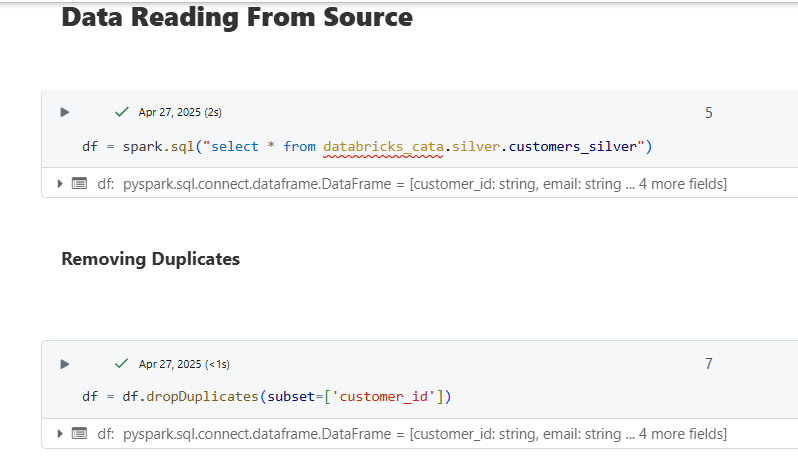 Data Reading From Source
Apr 27, 2025 (2s)
5
df = spark.sql("select * from databricks_cata.silver.customers_silver")
df: pyspark.sql.connect.dataframe.DataFrame = [customer_id: string, email: string ... 4 more fields]
Removing Duplicates
Apr 27, 2025 (<1s)
7
df = df.dropDuplicates(subset=['customer_id'])
df: pyspark.sql.connect.dataframe.DataFrame = [customer_id: string, email: string ... 4 more fields]